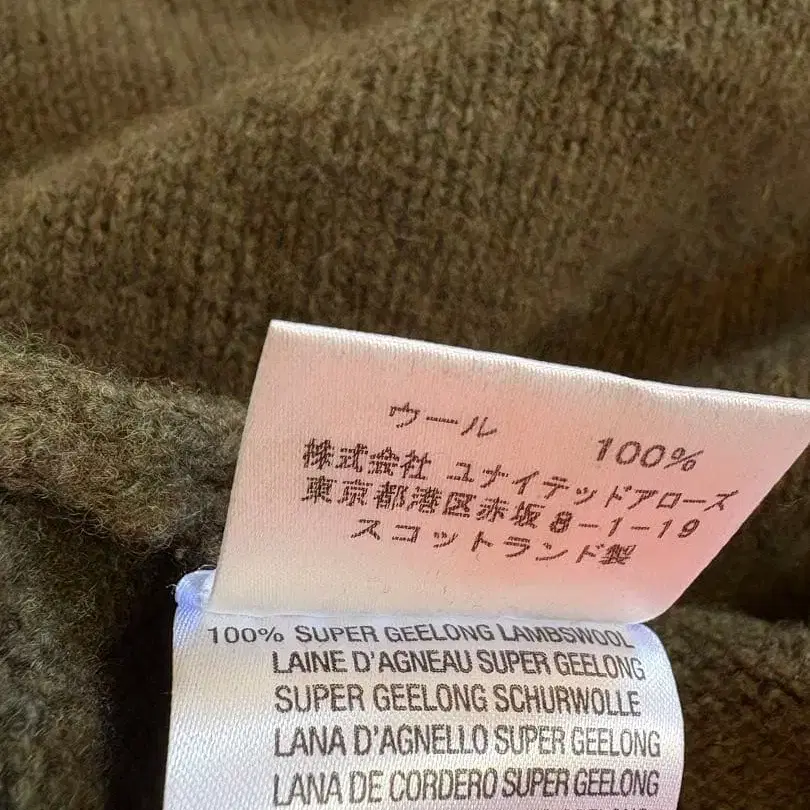 ウール 100%
株式会社 ユナイテッドアローズ
東京都港区赤坂8-1-19
スコットランド製
100% SUPER GEELONG LAMBSWOOL
LAINE D'AGNEAU SUPER GEELONG
SUPER GEELONG SCHURWOLLE
LANA D'AGNELLO SUPER GEELONG
LANA DE CORDERO SUPER GEELONG